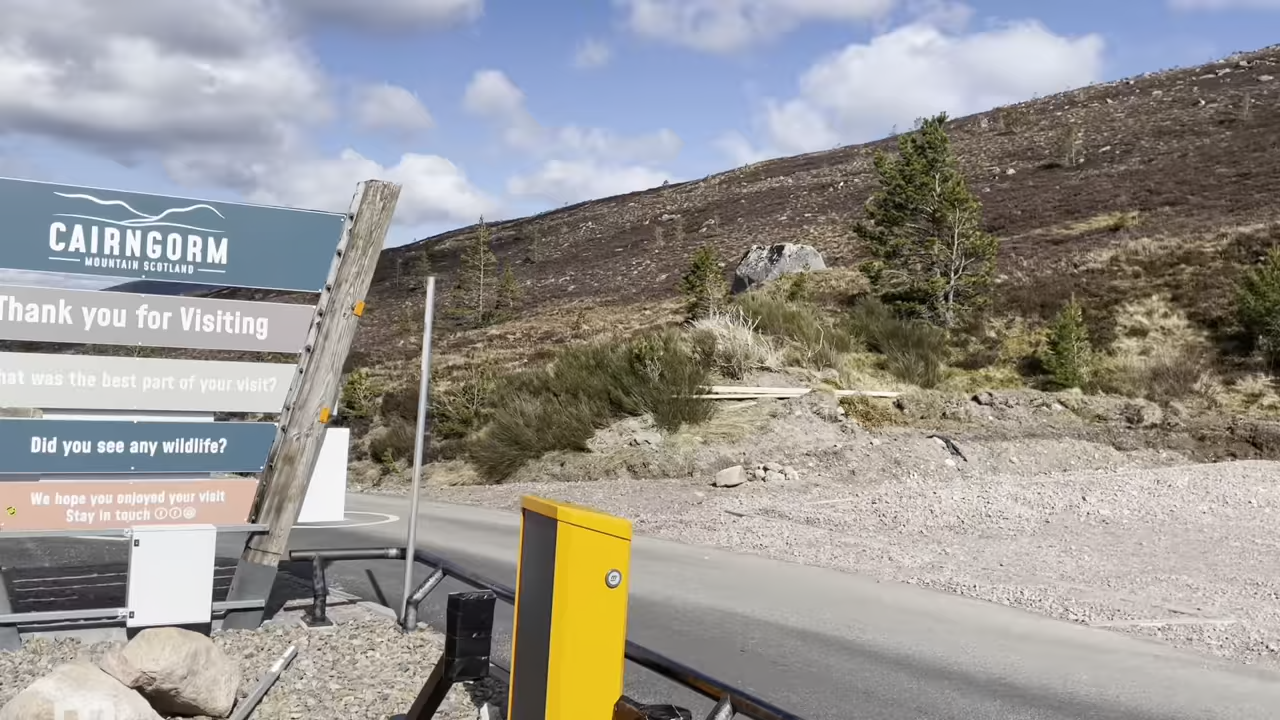 CAIRNGORM
MOUNTAIN SCOTLAND
Thank you for Visiting
hat was the best part of your visit?
Did you see any wildlife?
We hope you enjoyed your visit
Stay in touch